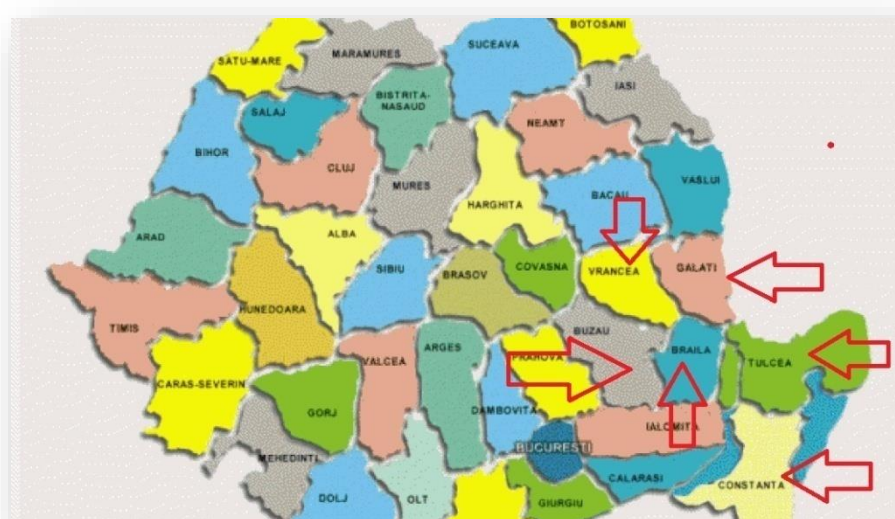 BOTOSANI
SUCEAVA
MARAMURES
SATU-MARE
IASI
BISTRITA-
NASAUD
SALAJ
NEAMT
BIHOR
CLUJ
VASLUI
MURES
BACAU
HARGHITA
ALBA
ARAD
COVASNA
VRANCEA
GALATI
SIBIU
BRASOV
HUNEDOARA
TIMIS
BUZAU
ARGES
BRAILA
PRAHOVA
VALCEA
TULCEA
CARAS-SEVERIN
GORJ
DAMBOVITA
IALOMITA
BUCURESTI
MEHEDINTI
CALARASI
CONSTANTA
DOLJ
OLT
GIURGIU